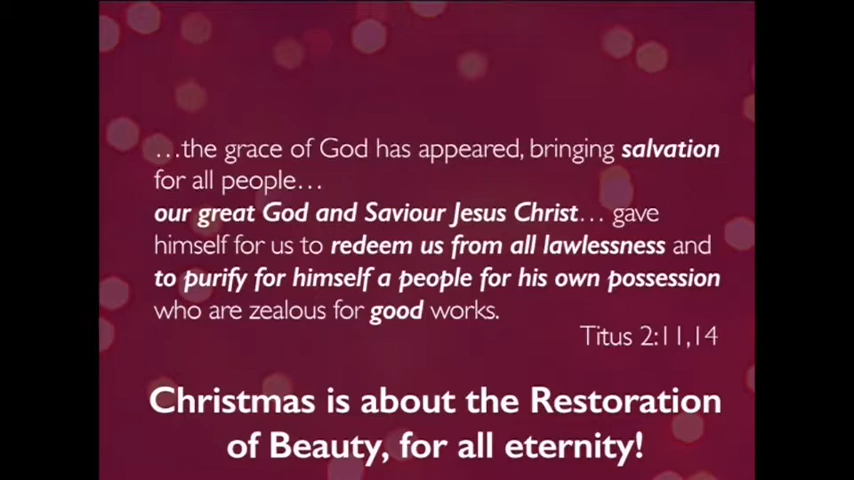 ...the grace of God has appeared, bringing salvation
for all people...
our great God and Saviour Jesus Christ... gave
himself for us to redeem us from all lawlessness and
to purify for himself a people for his own possession
who are zealous for good works.
Titus 2:11,14
Christmas is about the Restoration
of Beauty, for all eternity!